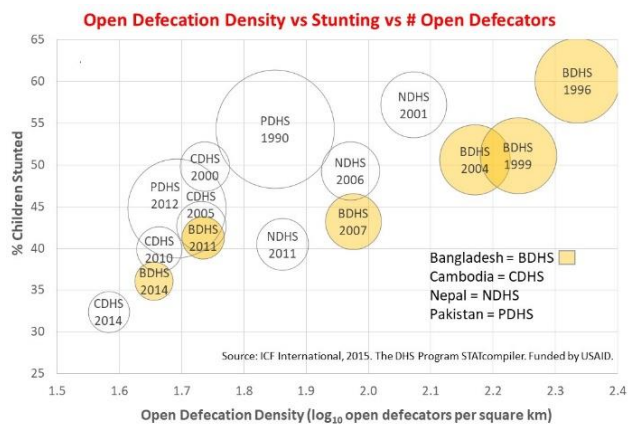 Open Defecation Density vs Stunting vs # Open Defecators
65
60
55
50
45
40
35
30
25
% Children Stunted
BDHS
1996
NDHS
2001
PDHS
1990
CDHS
2000
NDHS
2006
BDHS
2004
BDHS
1999
PDHS
2012
CDHS
2005
BDHS
2007
BDHS
2011
CDHS
2010
NDHS
2011
BDHS
2014
CDHS
2014
Bangladesh = BDHS
Cambodia = CDHS
Nepal = NDHS
Pakistan = PDHS
Source: ICF International, 2015. The DHS Program STATcompiler. Funded by USAID.
1.5 1.6 1.7 1.8 1.9 2.0 2.1 2.2 2.3 2.4
Open Defecation Density (log₁₀ open defecators per square km)